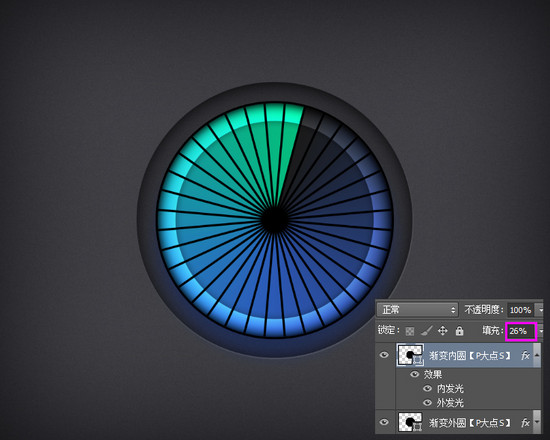 正常 不透明度: 100%
锁定: 填充: 26%
渐变内圆【P大点S】 fx
效果
内发光
外发光
渐变外圆【P大点S】 fx